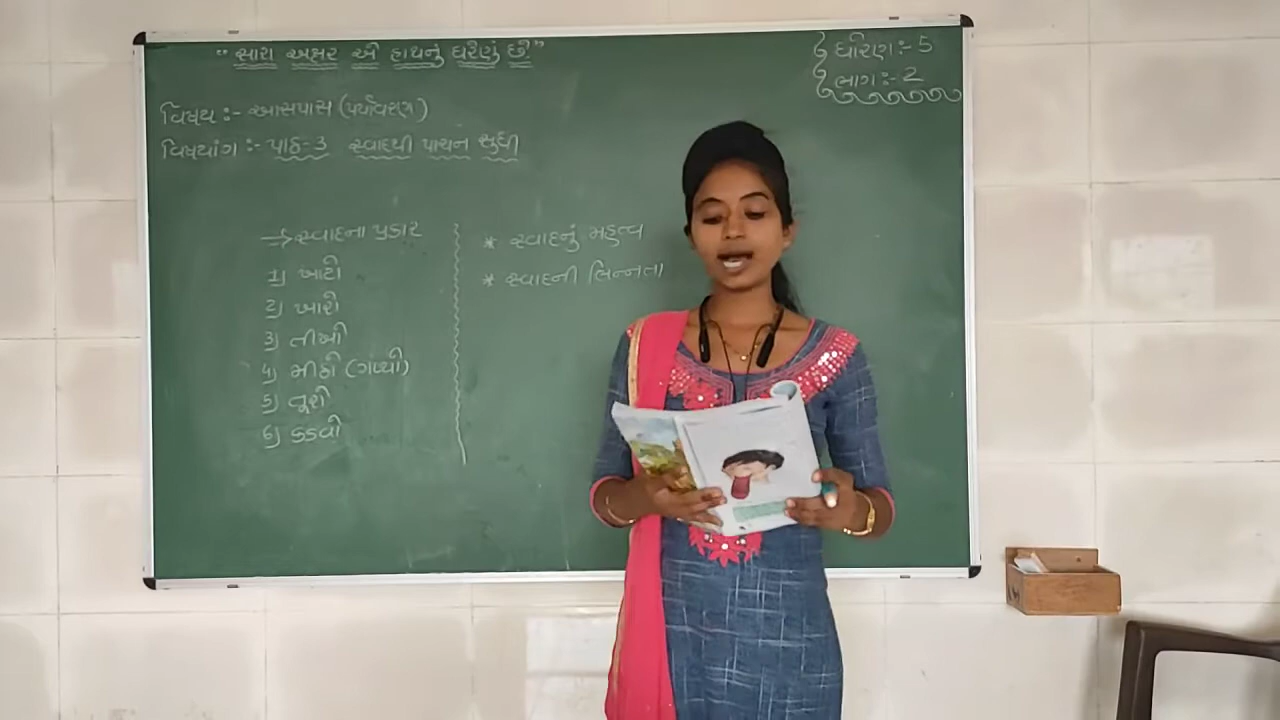 "સારા અક્ષર એ હાથનું ઘરેણું છે"
ધોરણ:- 5
ભાગ:- 2
વિષય :- આસપાસ (પર્યાવરણ)
વિષયાંગ :- પાઠ-3 સ્વાદથી પાચન સુધી
→ સ્વાદના પ્રકાર
1) ખાટો
2) ખારો
3) તીખો
4) મીઠો (ગળ્યો)
5) તૂરો
6) કડવો
* સ્વાદનું મહત્વ
* સ્વાદની ભિન્નતા